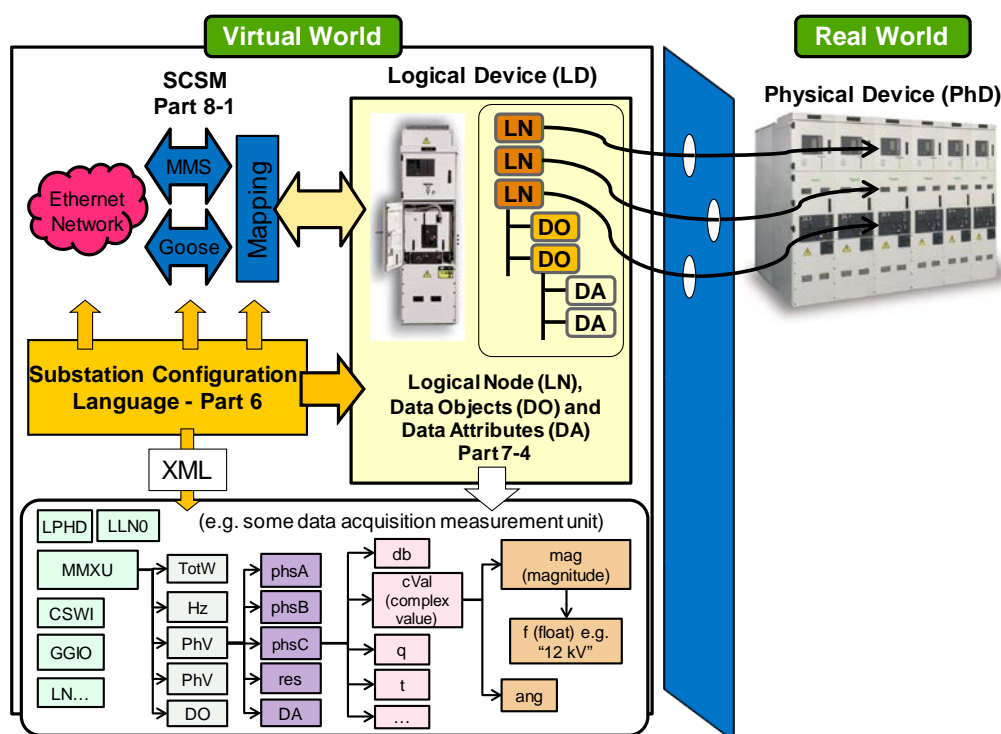 Virtual World
Real World
SCSM
Part 8-1
Logical Device (LD)
Physical Device (PhD)
Ethernet
Network
MMS
Goose
Mapping
LN
LN
LN
DO
DO
DA
DA
Substation Configuration
Language - Part 6
Logical Node (LN),
Data Objects (DO) and
Data Attributes (DA)
Part 7-4
XML
(e.g. some data acquisition measurement unit)
LPHD
LLN0
MMXU
CSWI
GGIO
LN...
TotW
Hz
PhV
PhV
DO
phsA
phsB
phsC
res
DA
db
cVal
(complex
value)
q
t
...
mag
(magnitude)
f (float) e.g.
“12 kV”
ang